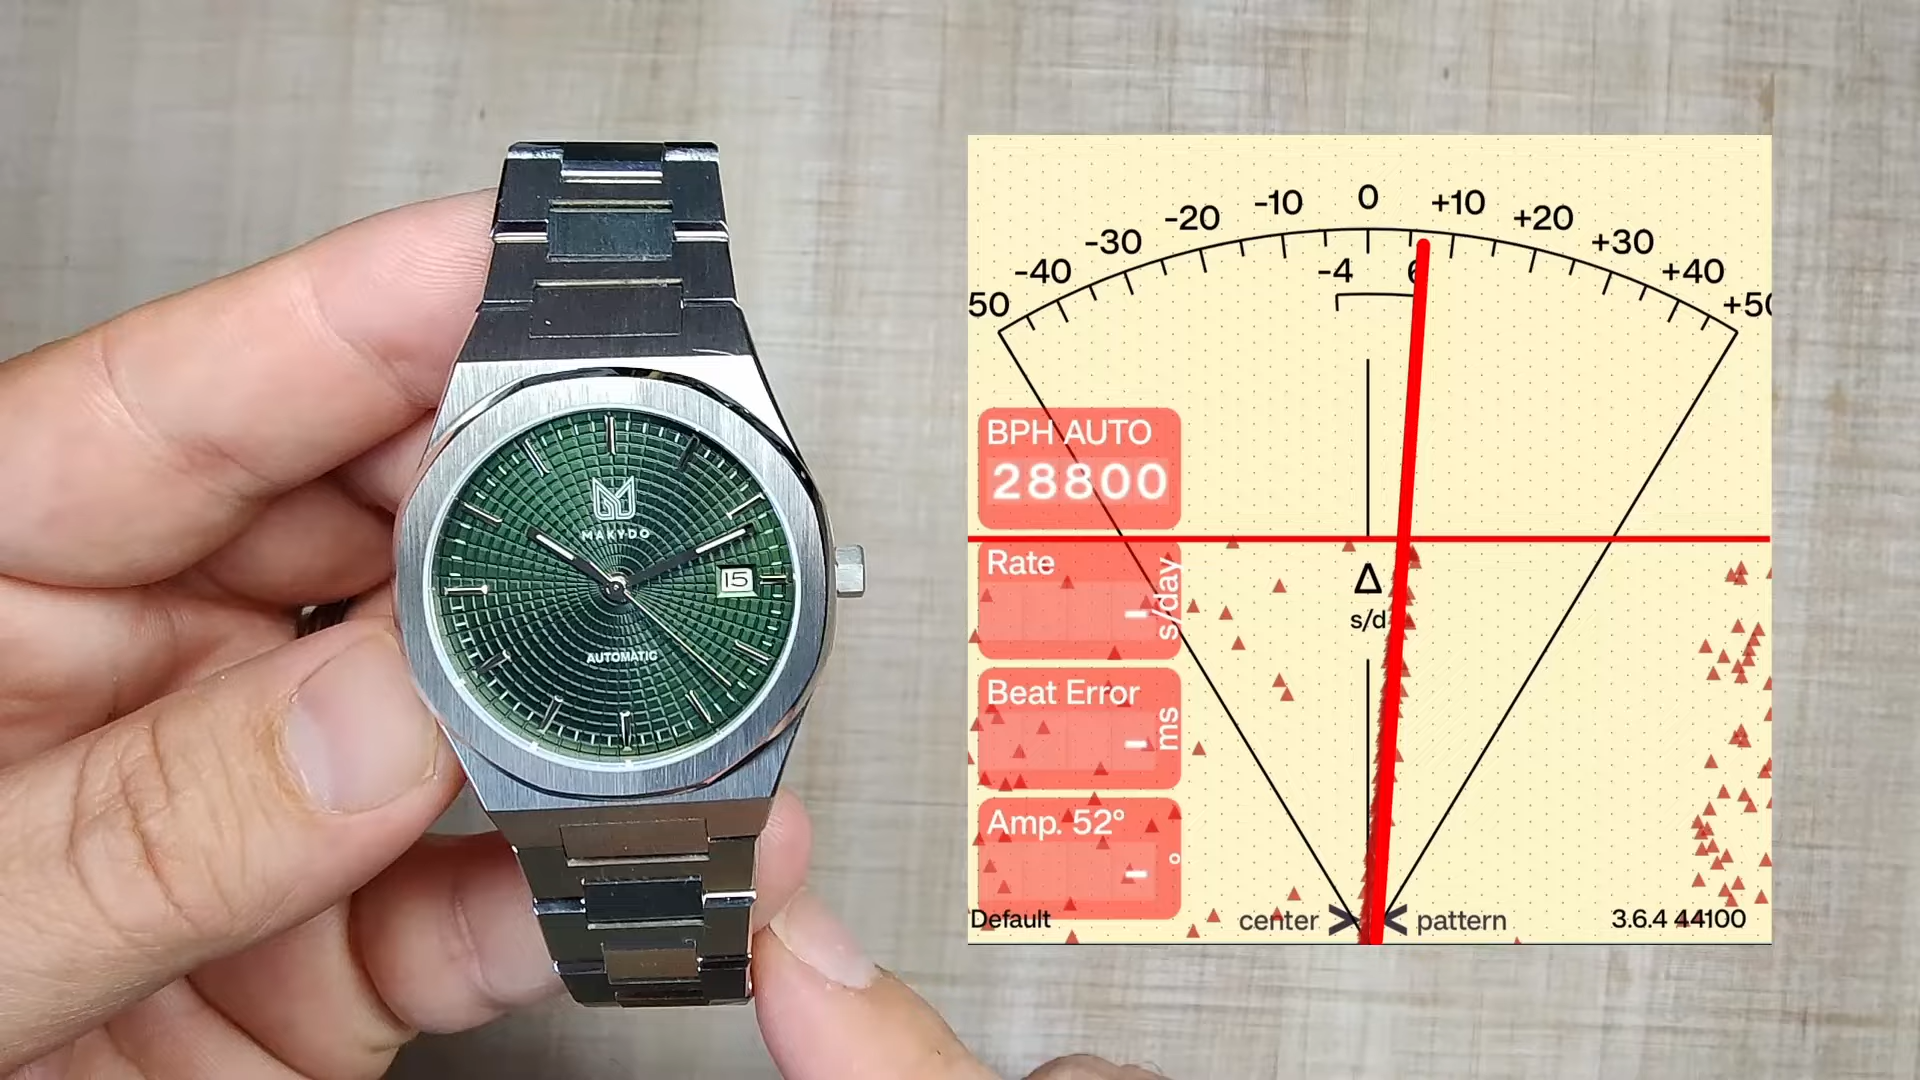 MAKYDO
15
AUTOMATIC
-10 0 +10
-20 +20
-30 +30
-40 -4 +40
50
BPH AUTO
28800
Rate
-
s/day
Δ
s/d
Beat Error
-
ms
Amp. 52°
-
°
Default center pattern 3.6.4 44100